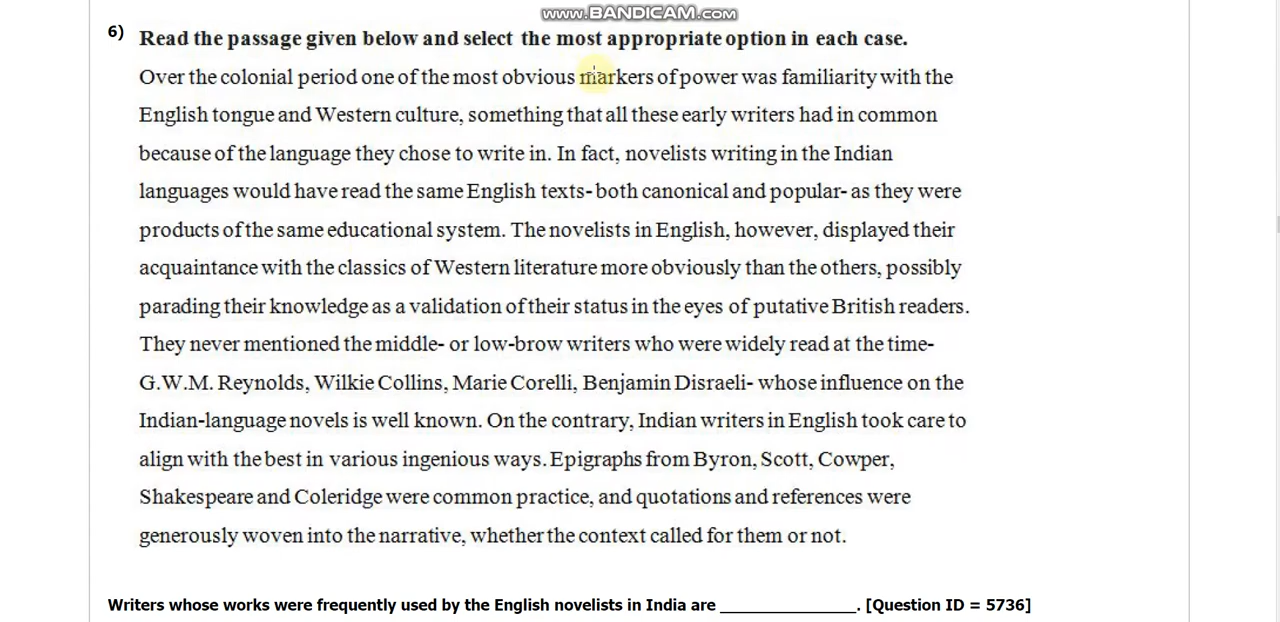 www.BANDICAM.com
6) Read the passage given below and select the most appropriate option in each case.
Over the colonial period one of the most obvious markers of power was familiarity with the
English tongue and Western culture, something that all these early writers had in common
because of the language they chose to write in. In fact, novelists writing in the Indian
languages would have read the same English texts- both canonical and popular- as they were
products of the same educational system. The novelists in English, however, displayed their
acquaintance with the classics of Western literature more obviously than the others, possibly
parading their knowledge as a validation of their status in the eyes of putative British readers.
They never mentioned the middle- or low-brow writers who were widely read at the time-
G.W.M. Reynolds, Wilkie Collins, Marie Corelli, Benjamin Disraeli- whose influence on the
Indian-language novels is well known. On the contrary, Indian writers in English took care to
align with the best in various ingenious ways. Epigraphs from Byron, Scott, Cowper,
Shakespeare and Coleridge were common practice, and quotations and references were
generously woven into the narrative, whether the context called for them or not.
Writers whose works were frequently used by the English novelists in India are _______________. [Question ID = 5736]